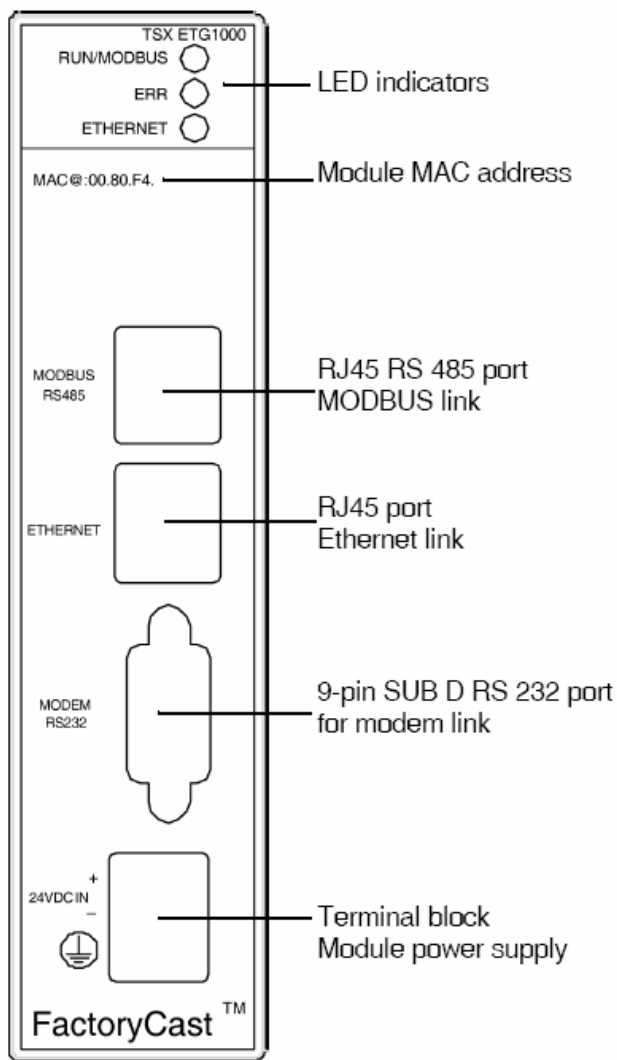 TSX ETG1000
RUN/MODBUS
ERR
ETHERNET
LED indicators
MAC@:00.80.F4.
Module MAC address
MODBUS
RS485
RJ45 RS 485 port
MODBUS link
ETHERNET
RJ45 port
Ethernet link
MODEM
RS232
9-pin SUB D RS 232 port
for modem link
+
24VDC IN
–
Terminal block
Module power supply
FactoryCast ™